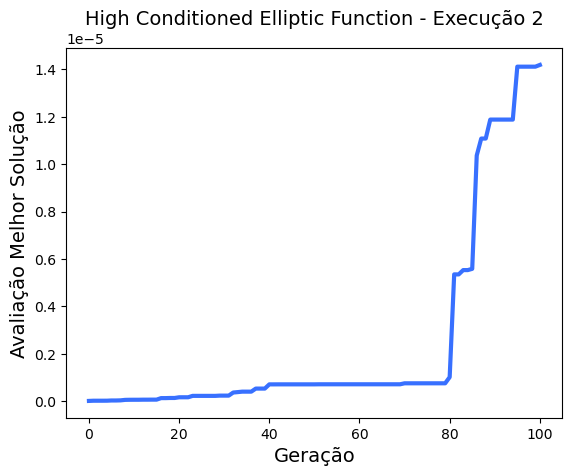 High Conditioned Elliptic Function - Execução 2
1e−5
1.4
1.2
1.0
0.8
0.6
0.4
0.2
0.0
Avaliação Melhor Solução
0 20 40 60 80 100
Geração